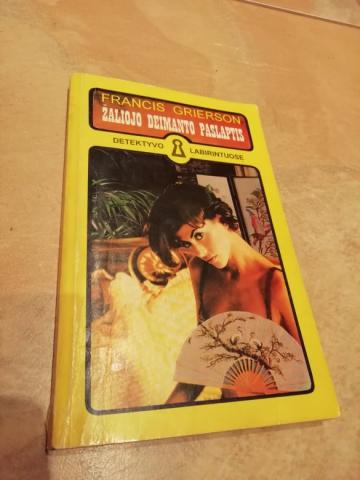 FRANCIS GRIERSON
ŽALIOJO DEIMANTO PASLAPTIS
DETEKTYVO LABIRINTUOSE